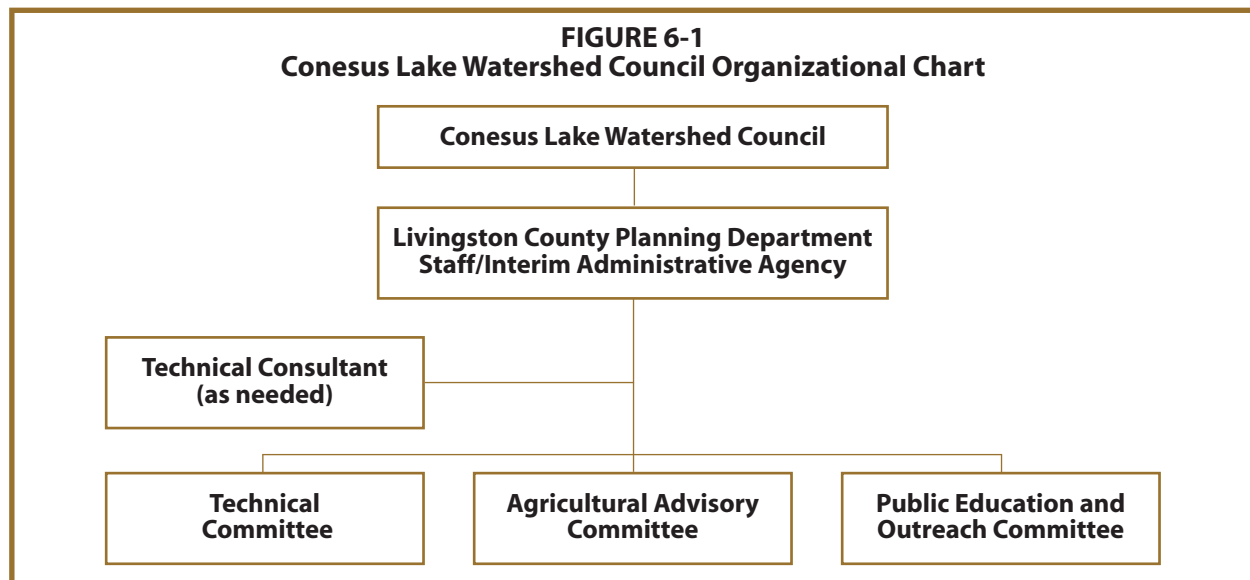 FIGURE 6-1
Conesus Lake Watershed Council Organizational Chart
Conesus Lake Watershed Council
Livingston County Planning Department
Staff/Interim Administrative Agency
Technical Consultant
(as needed)
Technical
Committee
Agricultural Advisory
Committee
Public Education and
Outreach Committee